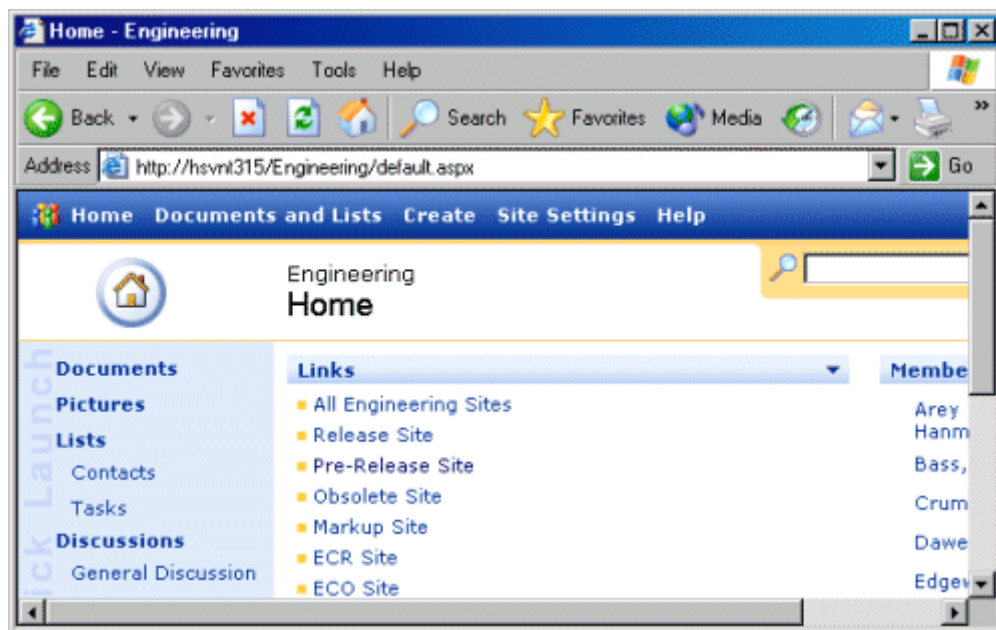 Home - Engineering
File Edit View Favorites Tools Help
Back Search Favorites Media »
Address http://hsvnt315/Engineering/default.aspx Go
Home Documents and Lists Create Site Settings Help
Engineering
Home
Documents
Pictures
Lists
Contacts
Tasks
Discussions
General Discussion
Links
All Engineering Sites
Release Site
Pre-Release Site
Obsolete Site
Markup Site
ECR Site
ECO Site
Membe
Arey
Hanm
Bass,
Crum
Dawe
Edgew
ick Launch